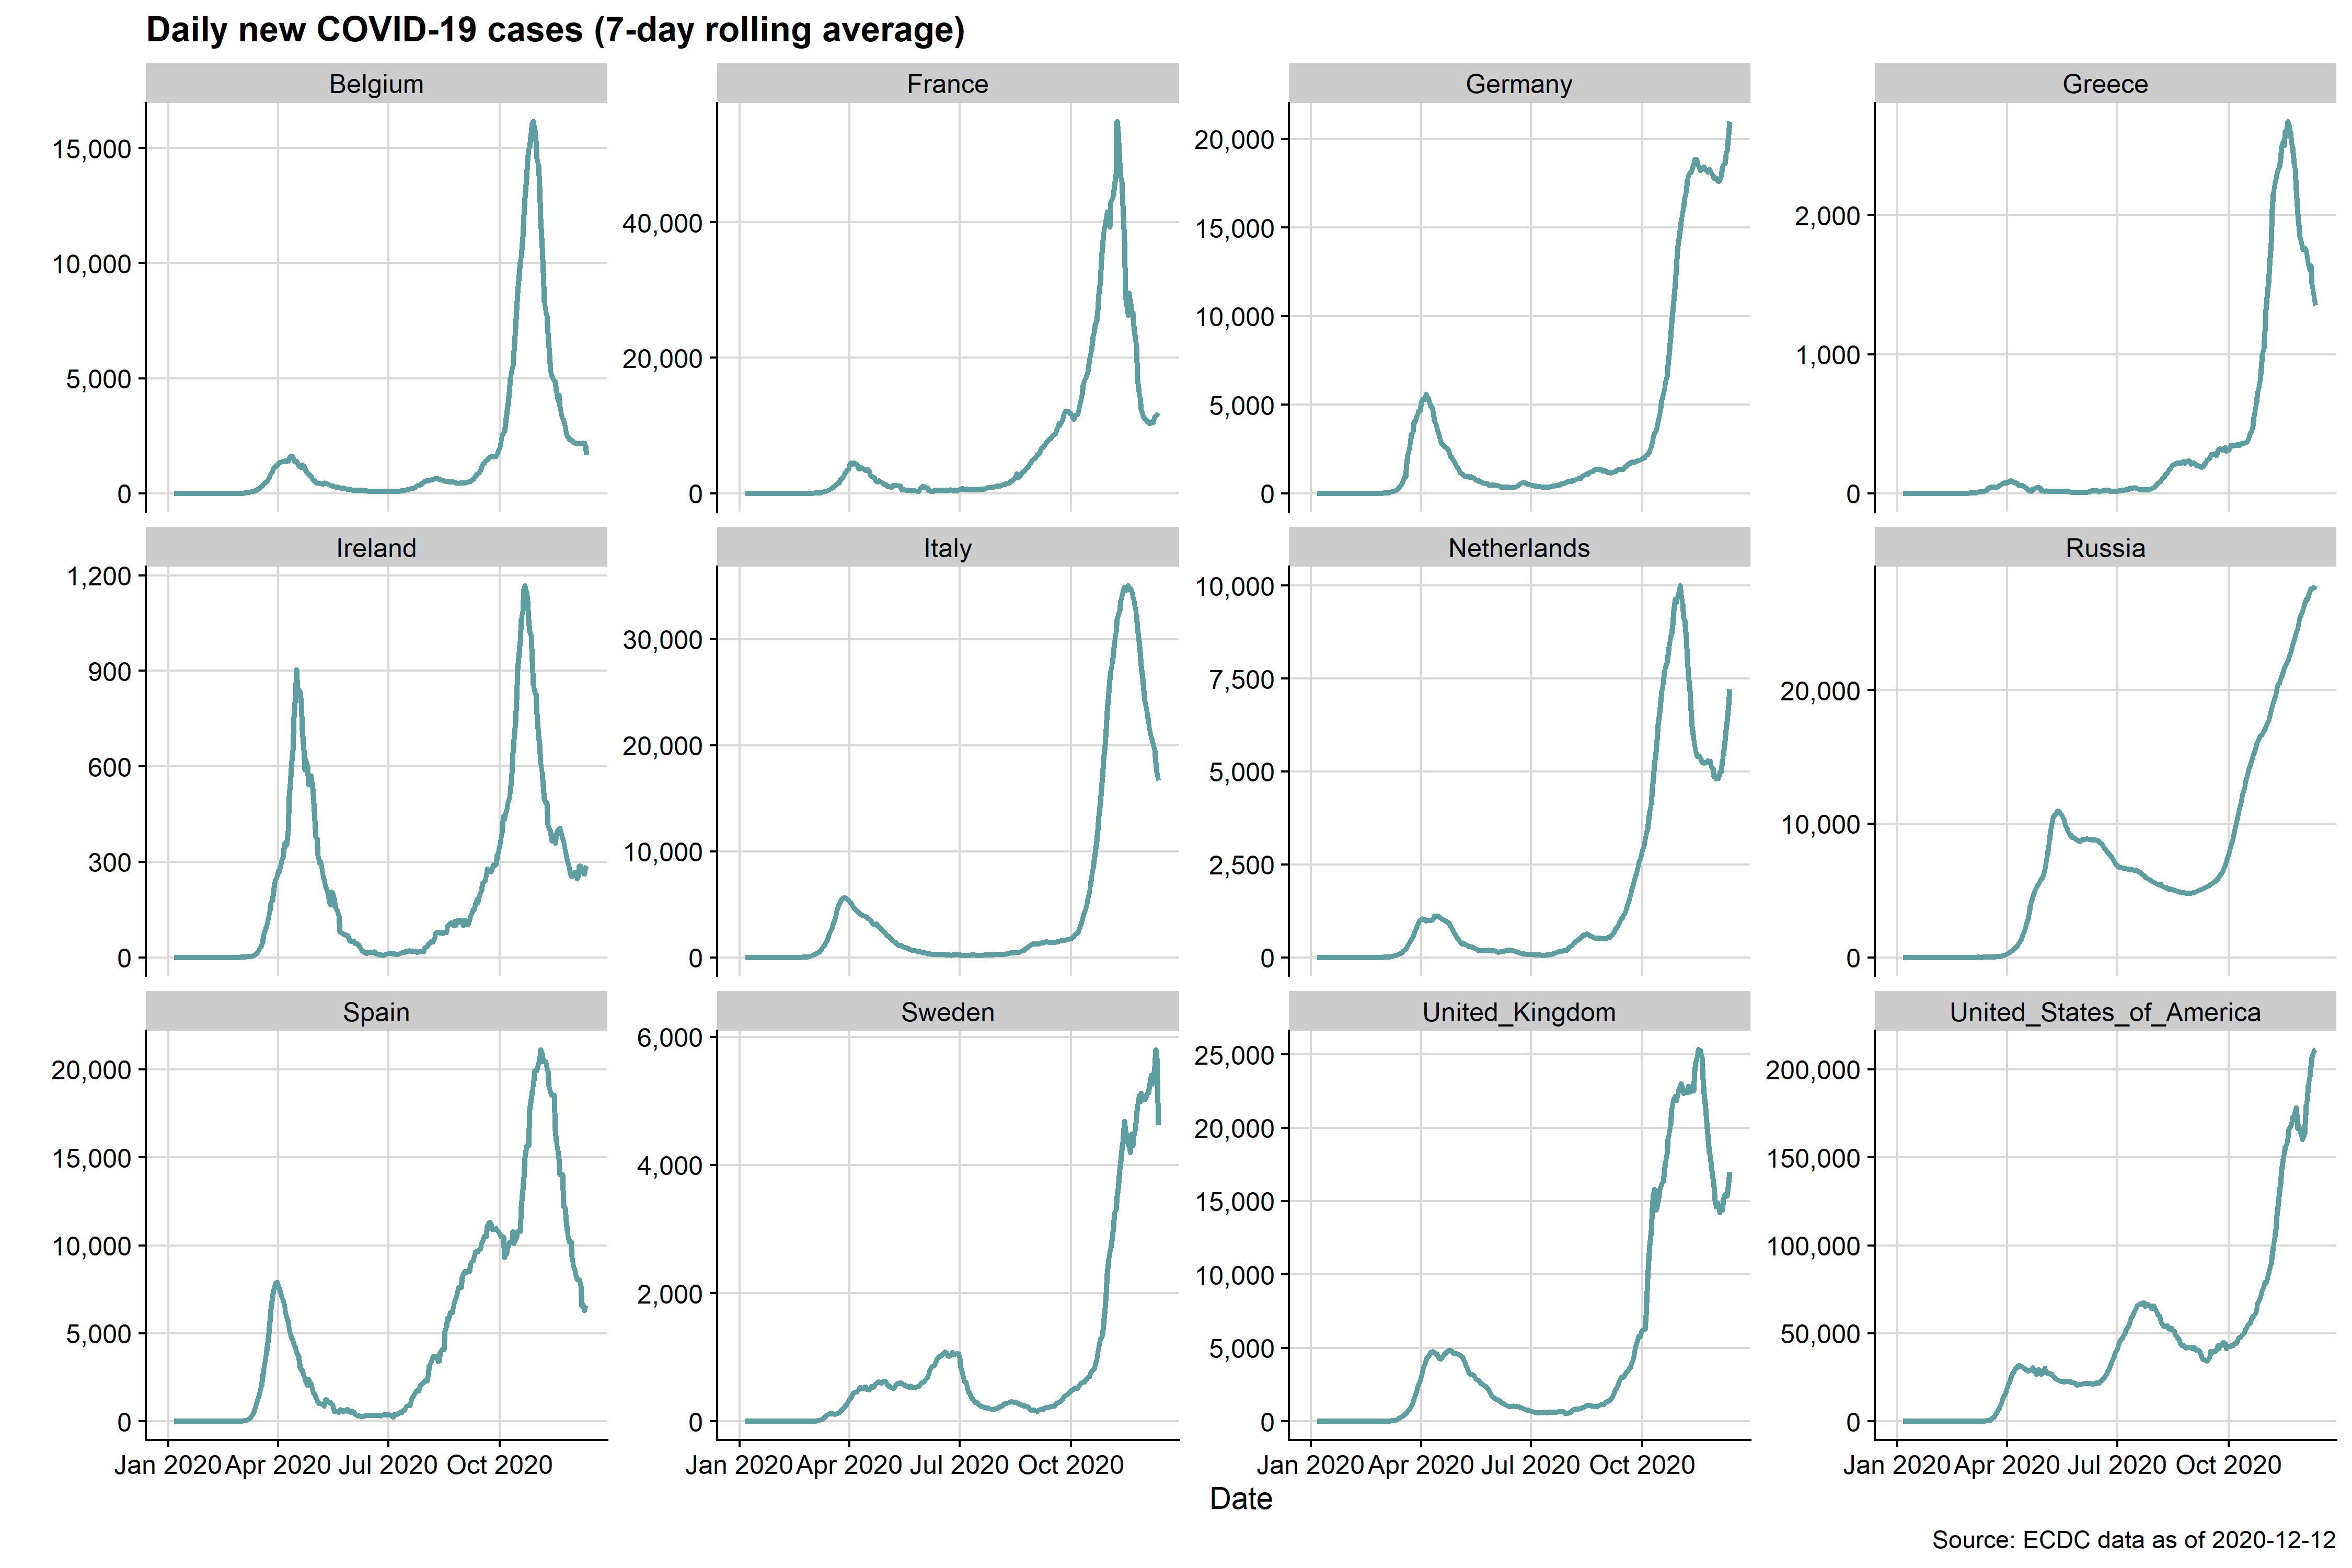 Daily new COVID-19 cases (7-day rolling average)
Belgium
15,000
10,000
5,000
0
France
40,000
20,000
0
Germany
20,000
15,000
10,000
5,000
0
Greece
2,000
1,000
0
Ireland
1,200
900
600
300
0
Italy
30,000
20,000
10,000
0
Netherlands
10,000
7,500
5,000
2,500
0
Russia
20,000
10,000
0
Spain
20,000
15,000
10,000
5,000
0
Jan 2020 Apr 2020 Jul 2020 Oct 2020
Sweden
6,000
4,000
2,000
0
Jan 2020 Apr 2020 Jul 2020 Oct 2020
United_Kingdom
25,000
20,000
15,000
10,000
5,000
0
Jan 2020 Apr 2020 Jul 2020 Oct 2020
United_States_of_America
200,000
150,000
100,000
50,000
0
Jan 2020 Apr 2020 Jul 2020 Oct 2020
Date
Source: ECDC data as of 2020-12-12